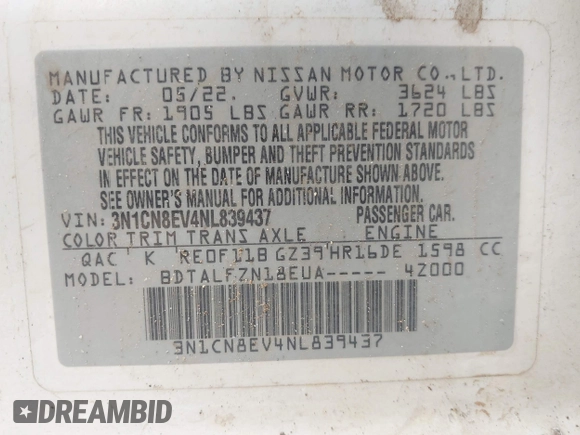 MANUFACTURED BY NISSAN MOTOR CO.,LTD.
DATE: 05/22. GVWR: 3624 LBS
GAWR FR: 1905 LBS GAWR RR: 1720 LBS
THIS VEHICLE CONFORMS TO ALL APPLICABLE FEDERAL MOTOR
VEHICLE SAFETY, BUMPER AND THEFT PREVENTION STANDARDS
IN EFFECT ON THE DATE OF MANUFACTURE SHOWN ABOVE.
SEE OWNER'S MANUAL FOR ADDITIONAL INFORMATION.
VIN: 3N1CN8EV4NL839437 PASSENGER CAR.
COLOR TRIM TRANS AXLE ENGINE
QAC K RE0F11B GZ39 HR16DE 1598 CC
MODEL: BDTALFZN18EUA----- 42000
3N1CN8EV4NL839437
DREAMBID